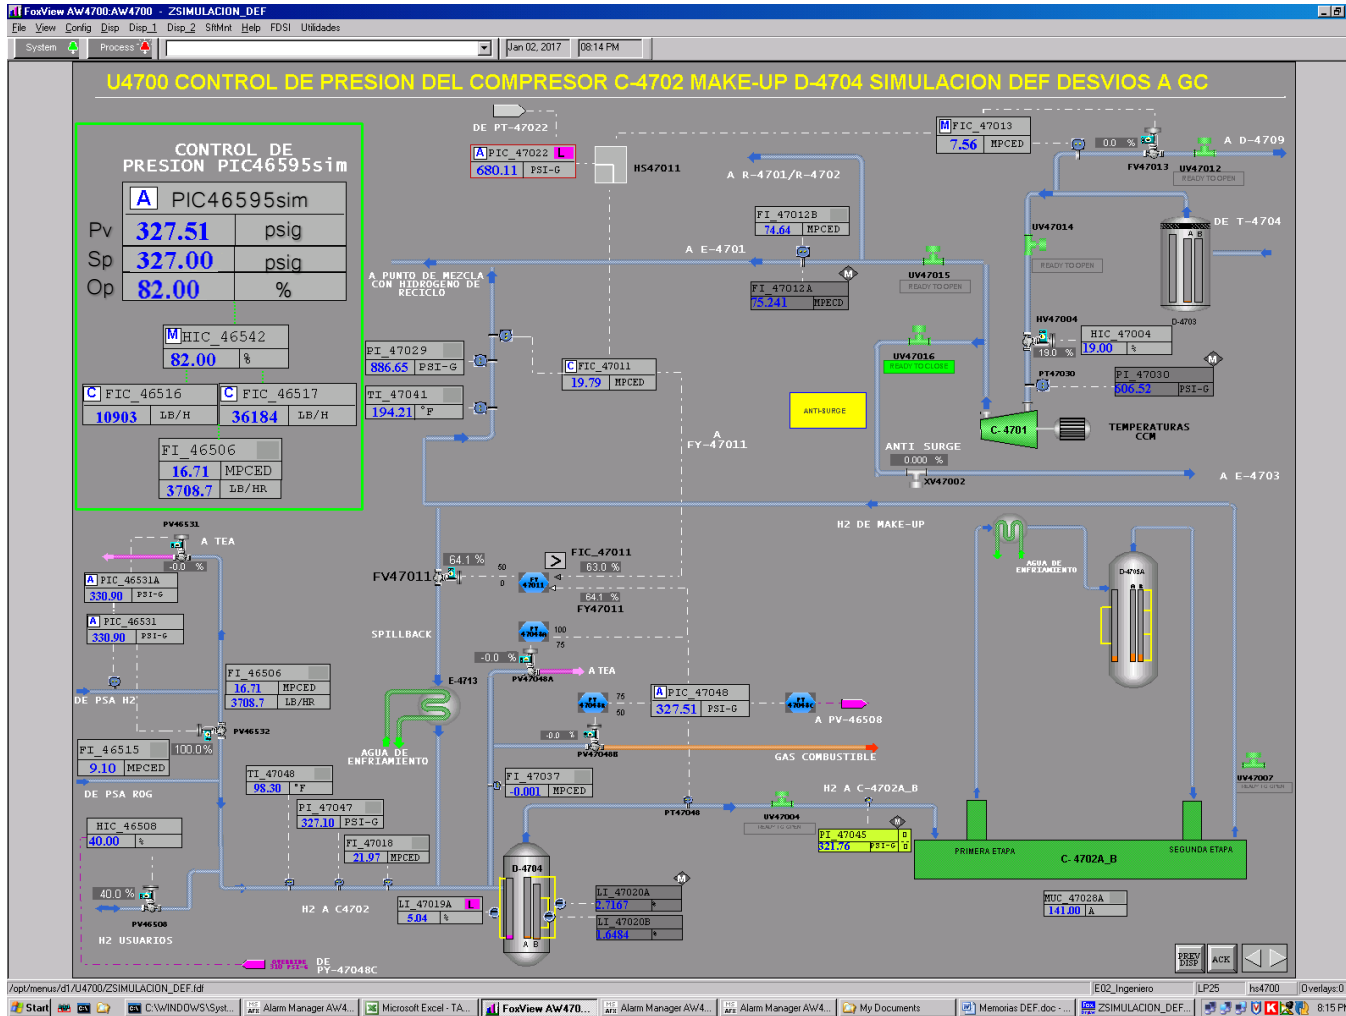 FoxView AW4700:AW4700 - ZSIMULACION_DEF
File View Config Disp Disp_1 Disp_2 SftMnt Help FDSI Utilidades
System Process Jan 02, 2017 08:14 PM
U4700 CONTROL DE PRESION DEL COMPRESOR C-4702 MAKE-UP D-4704 SIMULACION DEF DESVIOS A GC
CONTROL DE
PRESION PIC46595sim
A PIC46595sim
Pv 327.51 psig
Sp 327.00 psig
Op 82.00 %
M HIC_46542
82.00 %
C FIC_46516
10903 LB/H
C FIC_46517
36184 LB/H
FI_46506
16.71 MPCED
3708.7 LB/HR
DE PT-47022
A PIC_47022 L
680.11 PSI-G
HS47011
M FIC_47013
7.56 MPCED
0.0 %
FV47013
A D-4709
UV47012
READY TO OPEN
A R-4701/R-4702
FI_47012B
74.64 MPCED
A E-4701
FI_47012A
75.241 MPECD
M
UV47015
READY TO OPEN
UV47014
READY TO OPEN
DE T-4704
A B
D-4703
A PUNTO DE MEZCLA
CON HIDROGENO DE
RECICLO
PI_47029
886.65 PSI-G
TI_47041
194.21 °F
C FIC_47011
19.79 MPCED
UV47016
READY TO CLOSE
HV47004
19.0 %
HIC_47004
19.00 %
PT47030
M
PI_47030
606.52 PSI-G
ANTI-SURGE
C- 4701
TEMPERATURAS
CCM
A
FY-47011
ANTI SURGE
0.000 %
XV47002
A E-4703
H2 DE MAKE-UP
PV46531
A TEA
-0.0 %
A PIC_46531A
330.90 PSI-G
A PIC_46531
330.90 PSI-G
DE PSA H2
FI_46506
16.71 MPCED
3708.7 LB/HR
PV46532
100.0%
FI_46515
9.10 MPCED
DE PSA ROG
HIC_46508
40.00 %
40.0 %
PV46508
H2 USUARIOS
FV47011
64.1 %
50
0
FY
47011
>
FIC_47011
63.0 %
64.1 %
FY47011
SPILLBACK
100
75
-0.0 %
PV47048A
A TEA
E-4713
AGUA DE
ENFRIAMIENTO
75
50
A PIC_47048
327.51 PSI-G
A PV-46508
-0.0 %
PV47048B
GAS COMBUSTIBLE
FI_47037
-0.001 MPCED
TI_47048
98.30 °F
PI_47047
327.10 PSI-G
FI_47018
21.97 MPCED
H2 A C4702
D-4704
A B
LI_47019A L
5.04 %
M
LI_47020A
2.7167 %
LI_47020B
1.6484 %
DE
PY-47048C
PT47048
UV47004
READY TO OPEN
H2 A C-4702A_B
M
PI_47045
321.76 PSI-G
AGUA DE
ENFRIAMIENTO
D-4705A
UV47007
READY TO OPEN
PRIMERA ETAPA
C- 4702A_B
SEGUNDA ETAPA
MUC_47028A
141.00 A
PREV
DISP
ACK
/opt/menus/d1/U4700/ZSIMULACION_DEF.fdf E02_Ingeniero LP25 hs4700 Overlays:0
Start C:\WINDOWS\Syst... Alarm Manager AW4... Microsoft Excel - TA... FoxView AW470... Alarm Manager AW4... Alarm Manager AW4... My Documents Memorias DEF.doc - ... ZSIMULACION_DEF... 8:15 PM